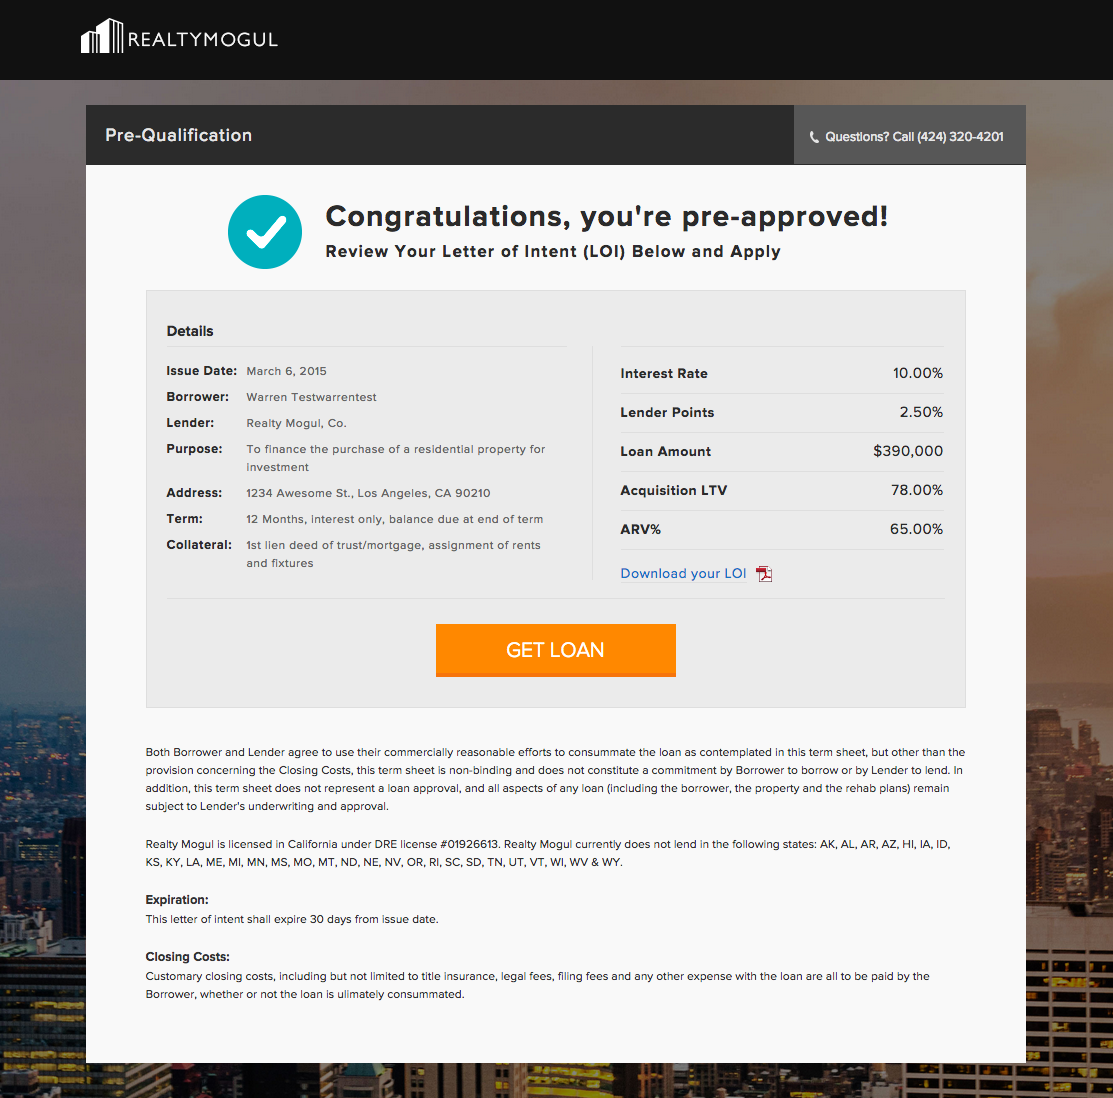 REALTYMOGUL
Pre-Qualification
Questions? Call (424) 320-4201
Congratulations, you're pre-approved!
Review Your Letter of Intent (LOI) Below and Apply
Details
Issue Date: March 6, 2015
Borrower: Warren Testwarrentest
Lender: Realty Mogul, Co.
Purpose: To finance the purchase of a residential property for
investment
Address: 1234 Awesome St., Los Angeles, CA 90210
Term: 12 Months, interest only, balance due at end of term
Collateral: 1st lien deed of trust/mortgage, assignment of rents
and fixtures
Interest Rate 10.00%
Lender Points 2.50%
Loan Amount $390,000
Acquisition LTV 78.00%
ARV% 65.00%
Download your LOI
GET LOAN
Both Borrower and Lender agree to use their commercially reasonable efforts to consummate the loan as contemplated in this term sheet, but other than the
provision concerning the Closing Costs, this term sheet is non-binding and does not constitute a commitment by Borrower to borrow or by Lender to lend. In
addition, this term sheet does not represent a loan approval, and all aspects of any loan (including the borrower, the property and the rehab plans) remain
subject to Lender's underwriting and approval.
Realty Mogul is licensed in California under DRE license #01926613. Realty Mogul currently does not lend in the following states: AK, AL, AR, AZ, HI, IA, ID,
KS, KY, LA, ME, MI, MN, MS, MO, MT, ND, NE, NV, OR, RI, SC, SD, TN, UT, VT, WI, WV & WY.
Expiration:
This letter of intent shall expire 30 days from issue date.
Closing Costs:
Customary closing costs, including but not limited to title insurance, legal fees, filing fees and any other expense with the loan are all to be paid by the
Borrower, whether or not the loan is ulimately consummated.